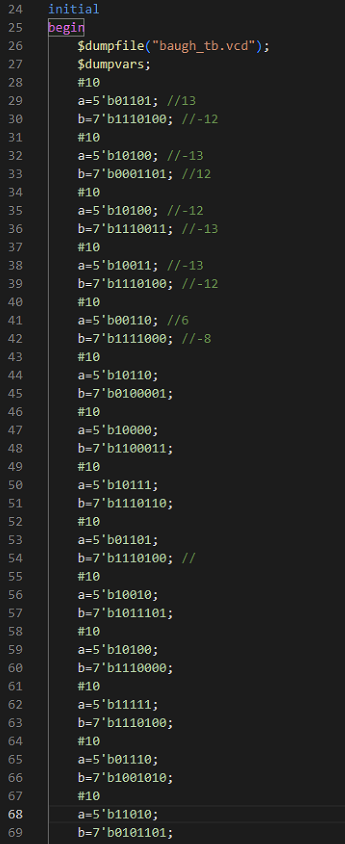 24 initial
25 begin
26 $dumpfile("baugh_tb.vcd");
27 $dumpvars;
28 #10
29 a=5'b01101; //13
30 b=7'b1110100; //-12
31 #10
32 a=5'b10100; //-13
33 b=7'b0001101; //12
34 #10
35 a=5'b10100; //-12
36 b=7'b1110011; //-13
37 #10
38 a=5'b10011; //-13
39 b=7'b1110100; //-12
40 #10
41 a=5'b00110; //6
42 b=7'b1111000; //-8
43 #10
44 a=5'b10110;
45 b=7'b0100001;
46 #10
47 a=5'b10000;
48 b=7'b1100011;
49 #10
50 a=5'b10111;
51 b=7'b1110110;
52 #10
53 a=5'b01101;
54 b=7'b1110100; //
55 #10
56 a=5'b10010;
57 b=7'b1011101;
58 #10
59 a=5'b10100;
60 b=7'b1110000;
61 #10
62 a=5'b11111;
63 b=7'b1110100;
64 #10
65 a=5'b01110;
66 b=7'b1001010;
67 #10
68 a=5'b11010;
69 b=7'b0101101;